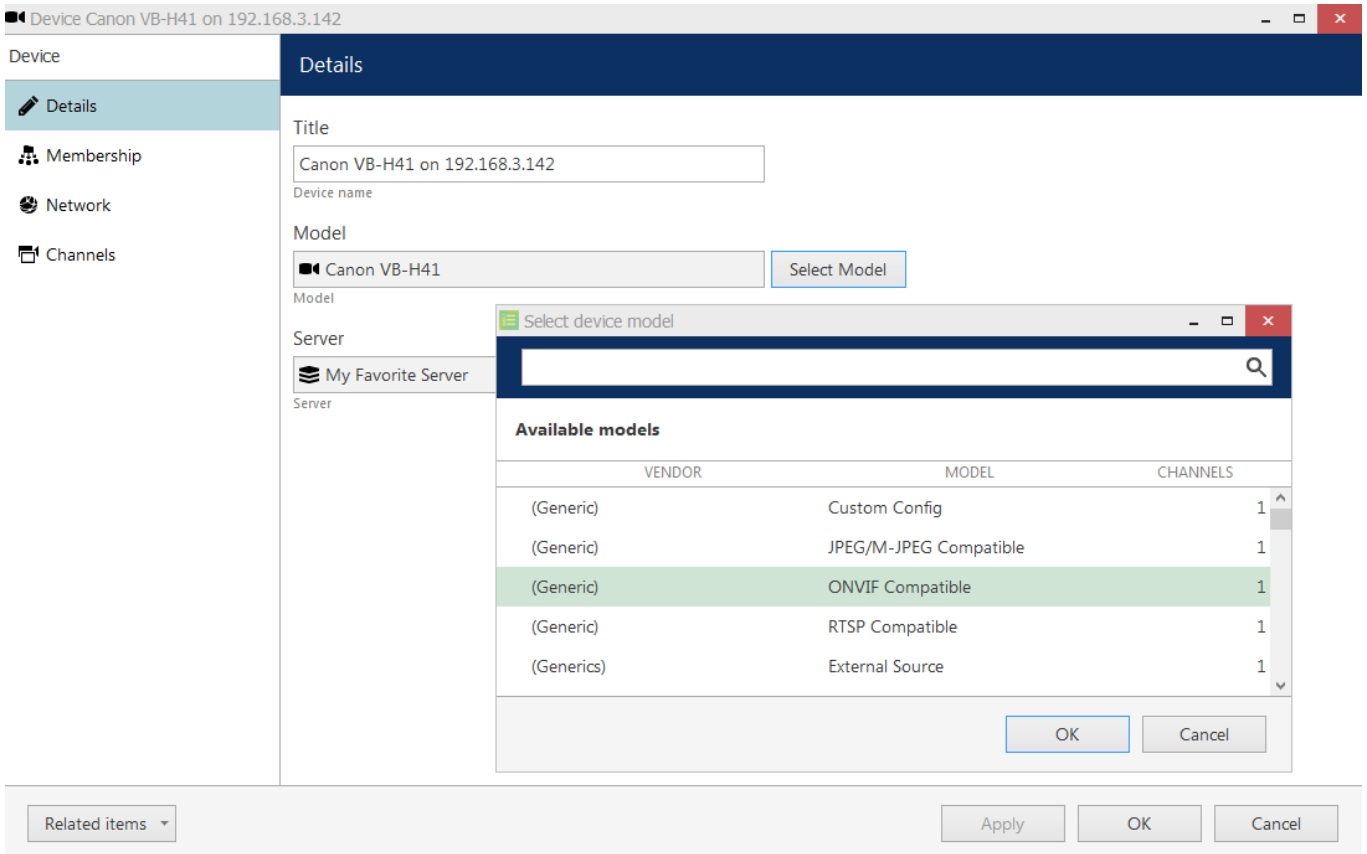 Device Canon VB-H41 on 192.168.3.142
Device
Details
Membership
Network
Channels
Details
Title
Canon VB-H41 on 192.168.3.142
Device name
Model
Canon VB-H41 Select Model
Model
Server
My Favorite Server
Server
Select device model
Available models
VENDOR MODEL CHANNELS
(Generic) Custom Config 1
(Generic) JPEG/M-JPEG Compatible 1
(Generic) ONVIF Compatible 1
(Generic) RTSP Compatible 1
(Generics) External Source 1
OK Cancel
Related items Apply OK Cancel